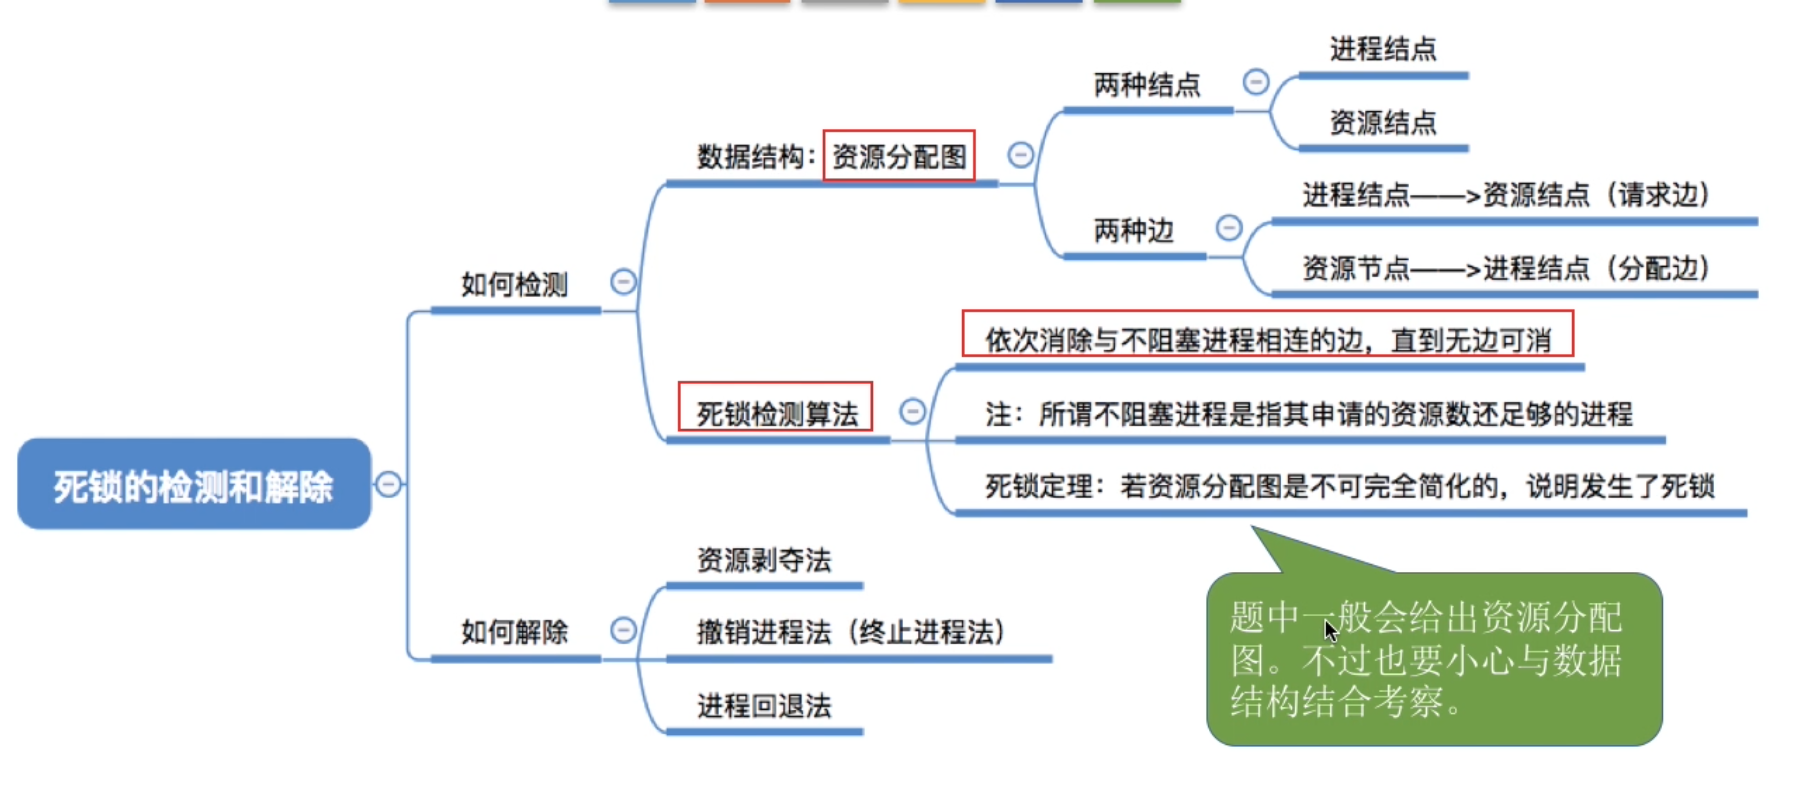 死锁的检测和解除
如何检测
数据结构：资源分配图
两种结点
进程结点
资源结点
两种边
进程结点——>资源结点（请求边）
资源节点——>进程结点（分配边）
死锁检测算法
依次消除与不阻塞进程相连的边，直到无边可消
注：所谓不阻塞进程是指其申请的资源数还足够的进程
死锁定理：若资源分配图是不可完全简化的，说明发生了死锁
题中一般会给出资源分配
图。不过也要小心与数据
结构结合考察。
如何解除
资源剥夺法
撤销进程法（终止进程法）
进程回退法